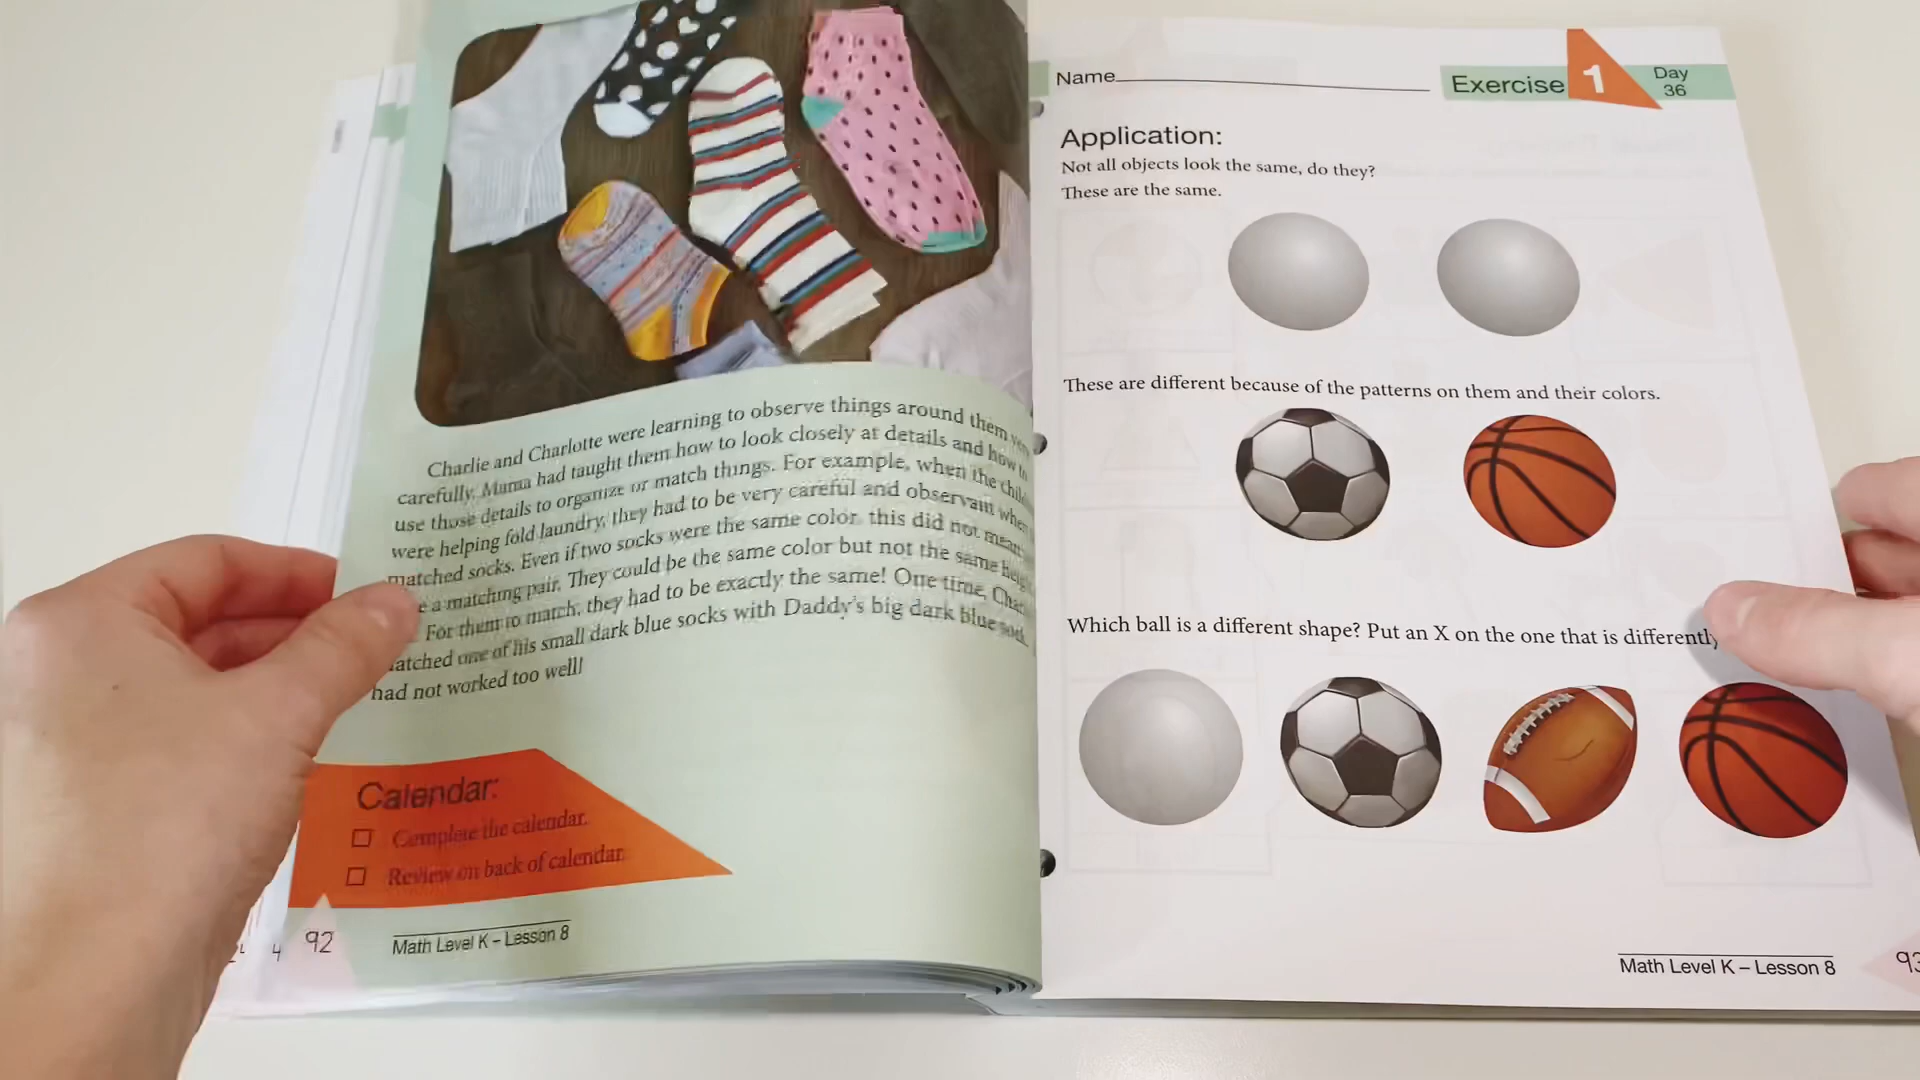 Charlie and Charlotte were learning to observe things around them
carefully. Mama had taught them how to look closely at details and how to
use those details to organize or match things. For example, when the
were helping fold laundry, they had to be very careful and observant
matched socks. Even if two socks were the same color, this did not mean
a matching pair. They could be the same color but not the same
For them to match, they had to be exactly the same! One time,
one of his small dark blue socks with Daddy's big dark blue
had not worked too well!
Calendar:
Complete the calendar.
Review on back of calendar.
4 92
Math Level K – Lesson 8
Name
Exercise 1 Day 36
Application:
Not all objects look the same, do they?
These are the same.
These are different because of the patterns on them and their colors.
Which ball is a different shape? Put an X on the one that is differently
Math Level K – Lesson 8